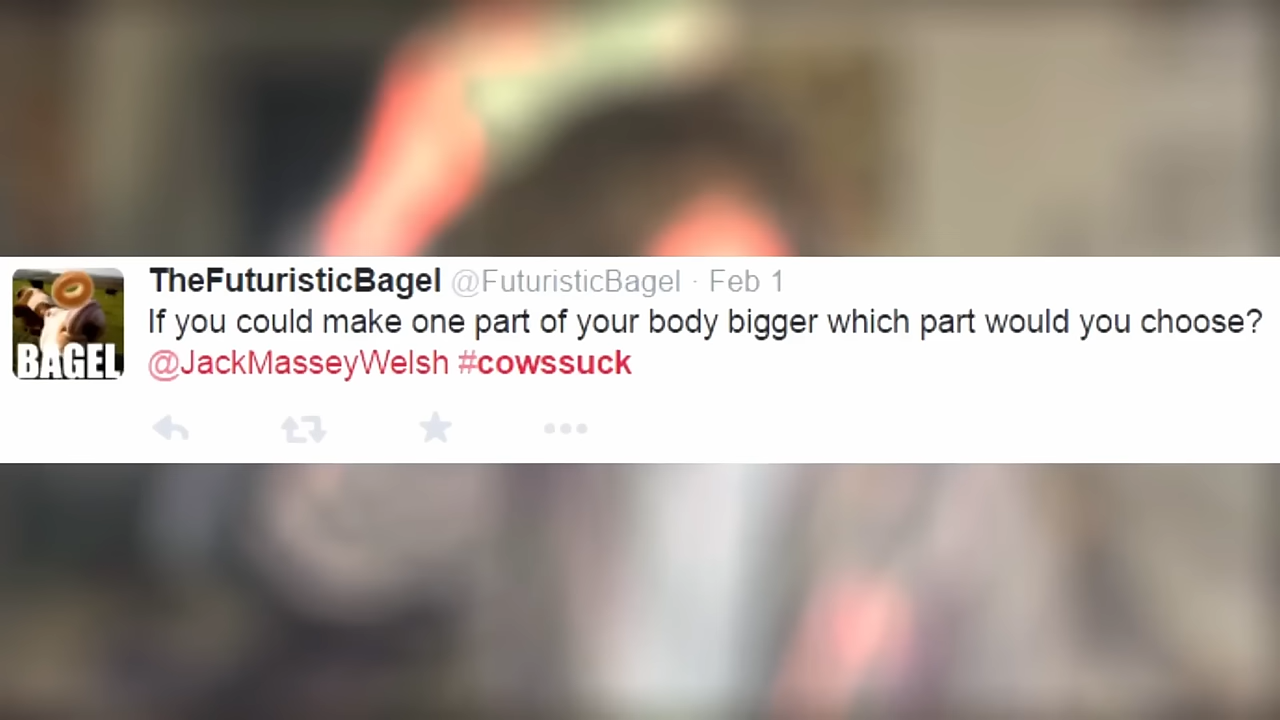 TheFuturisticBagel @FuturisticBagel · Feb 1
If you could make one part of your body bigger which part would you choose?
@JackMasseyWelsh #cowssuck
BAGEL